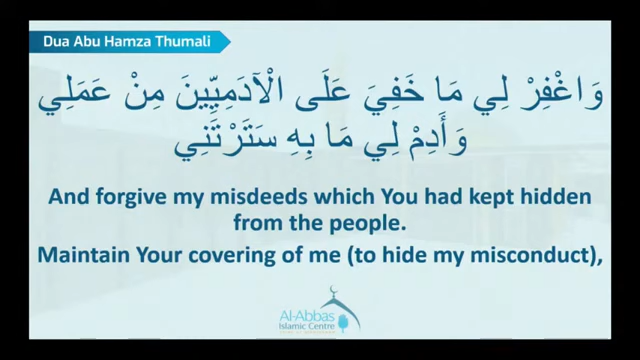 Dua Abu Hamza Thumali
وَاغْفِرْ لِي مَا خَفِيَ عَلَى الْآدَمِيِّينَ مِنْ عَمَلِي
وَأَدِمْ لِي مَا بِهِ سَتَرْتَنِي
And forgive my misdeeds which You had kept hidden
from the people.
Maintain Your covering of me (to hide my misconduct),
Al-Abbas
Islamic Centre